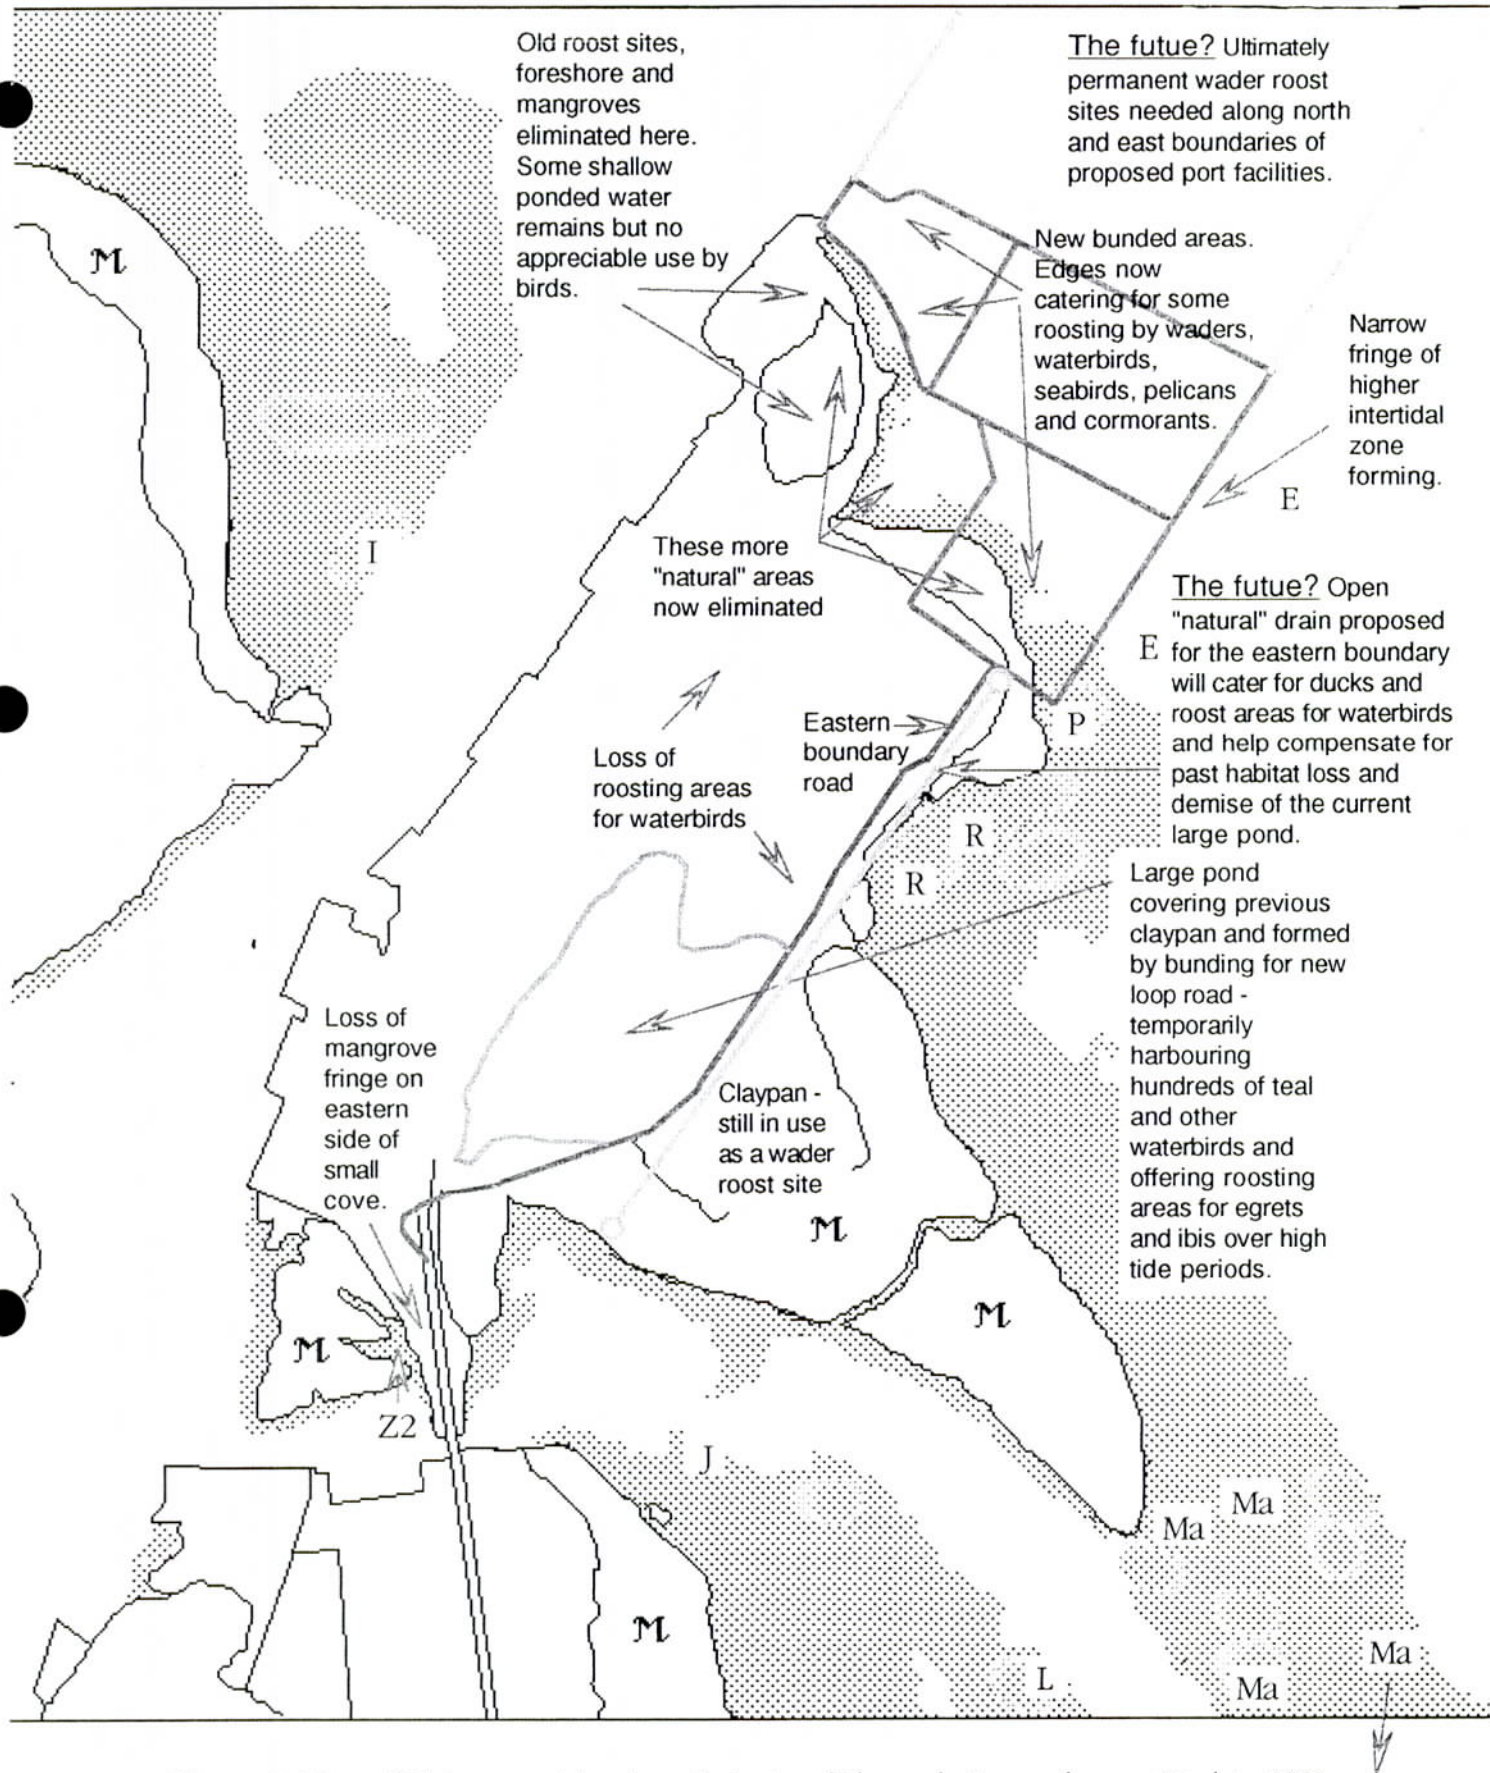 Old roost sites,
foreshore and
mangroves
eliminated here.
Some shallow
ponded water
remains but no
appreciable use by
birds.
The futue? Ultimately
permanent wader roost
sites needed along north
and east boundaries of
proposed port facilities.
New bunded areas.
Edges now
catering for some
roosting by waders,
waterbirds,
seabirds, pelicans
and cormorants.
Narrow
fringe of
higher
intertidal
zone
forming.
M
E
I
These more
"natural" areas
now eliminated
The futue? Open
"natural" drain proposed
for the eastern boundary
will cater for ducks and
roost areas for waterbirds
and help compensate for
past habitat loss and
demise of the current
large pond.
E
P
Eastern
boundary
road
Loss of
roosting areas
for waterbirds
R
R
Large pond
covering previous
claypan and formed
by bunding for new
loop road -
temporarily
harbouring
hundreds of teal
and other
waterbirds and
offering roosting
areas for egrets
and ibis over high
tide periods.
Loss of
mangrove
fringe on
eastern
side of
small
cove.
Claypan -
still in use
as a wader
roost site
M
M
M
Z2
J
Ma
Ma
M
L
Ma
Ma